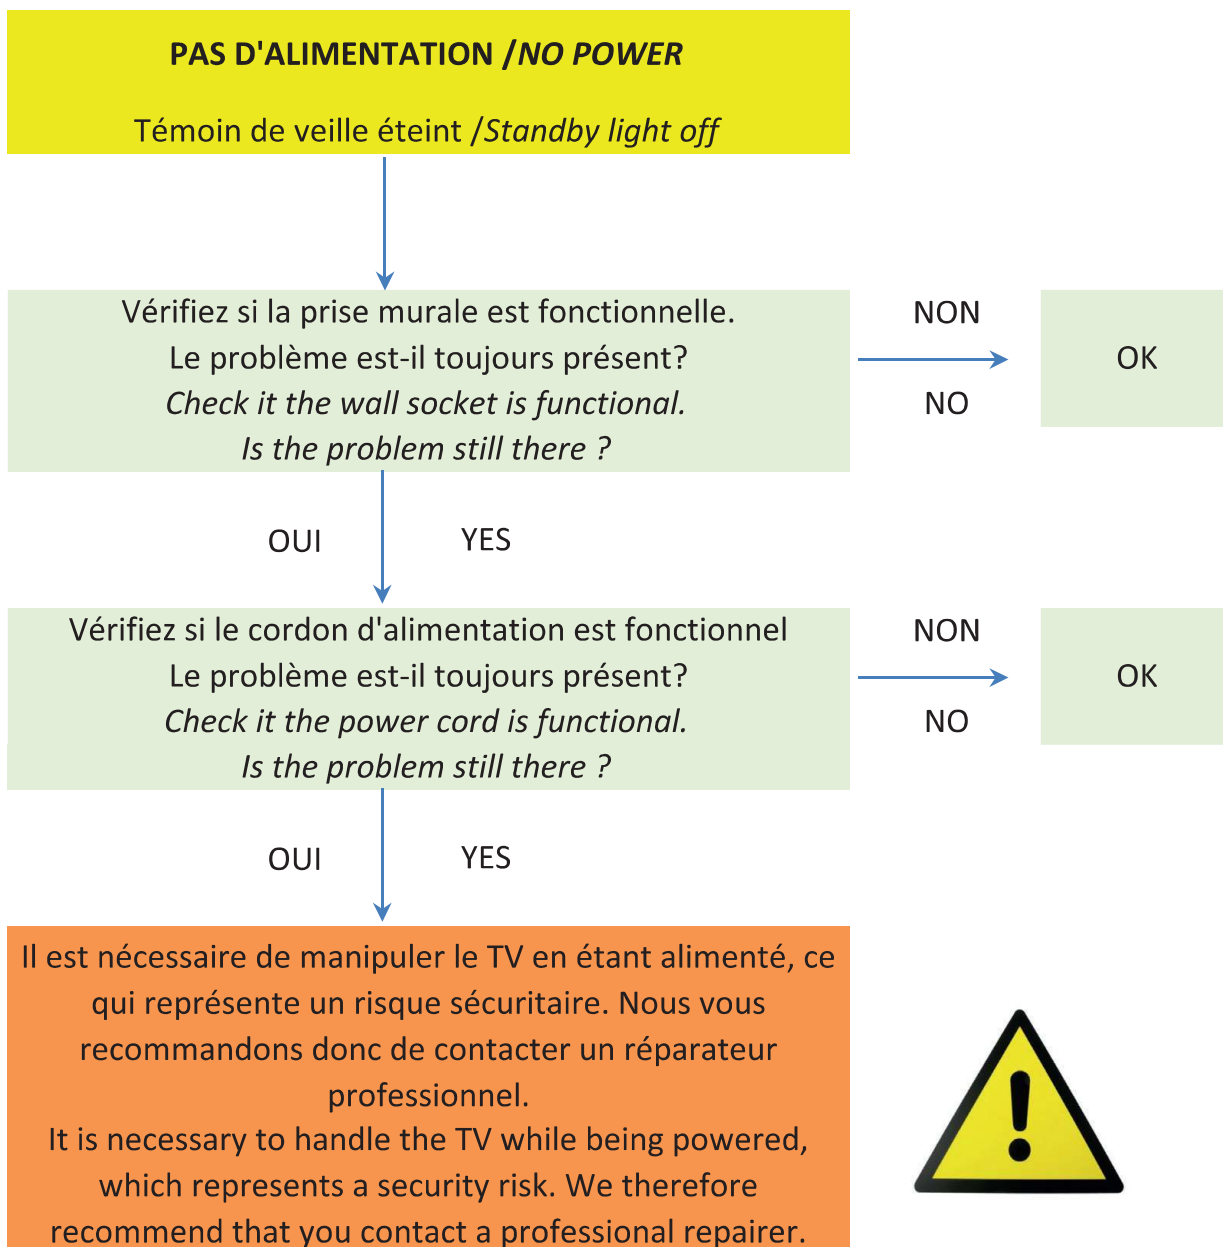 PAS D'ALIMENTATION /NO POWER
Témoin de veille éteint /Standby light off
Vérifiez si la prise murale est fonctionnelle.
Le problème est-il toujours présent?
Check it the wall socket is functional.
Is the problem still there ?
NON
NO
OK
OUI
YES
Vérifiez si le cordon d'alimentation est fonctionnel
Le problème est-il toujours présent?
Check it the power cord is functional.
Is the problem still there ?
NON
NO
OK
OUI
YES
Il est nécessaire de manipuler le TV en étant alimenté, ce
qui représente un risque sécuritaire. Nous vous
recommandons donc de contacter un réparateur
professionnel.
It is necessary to handle the TV while being powered,
which represents a security risk. We therefore
recommend that you contact a professional repairer.